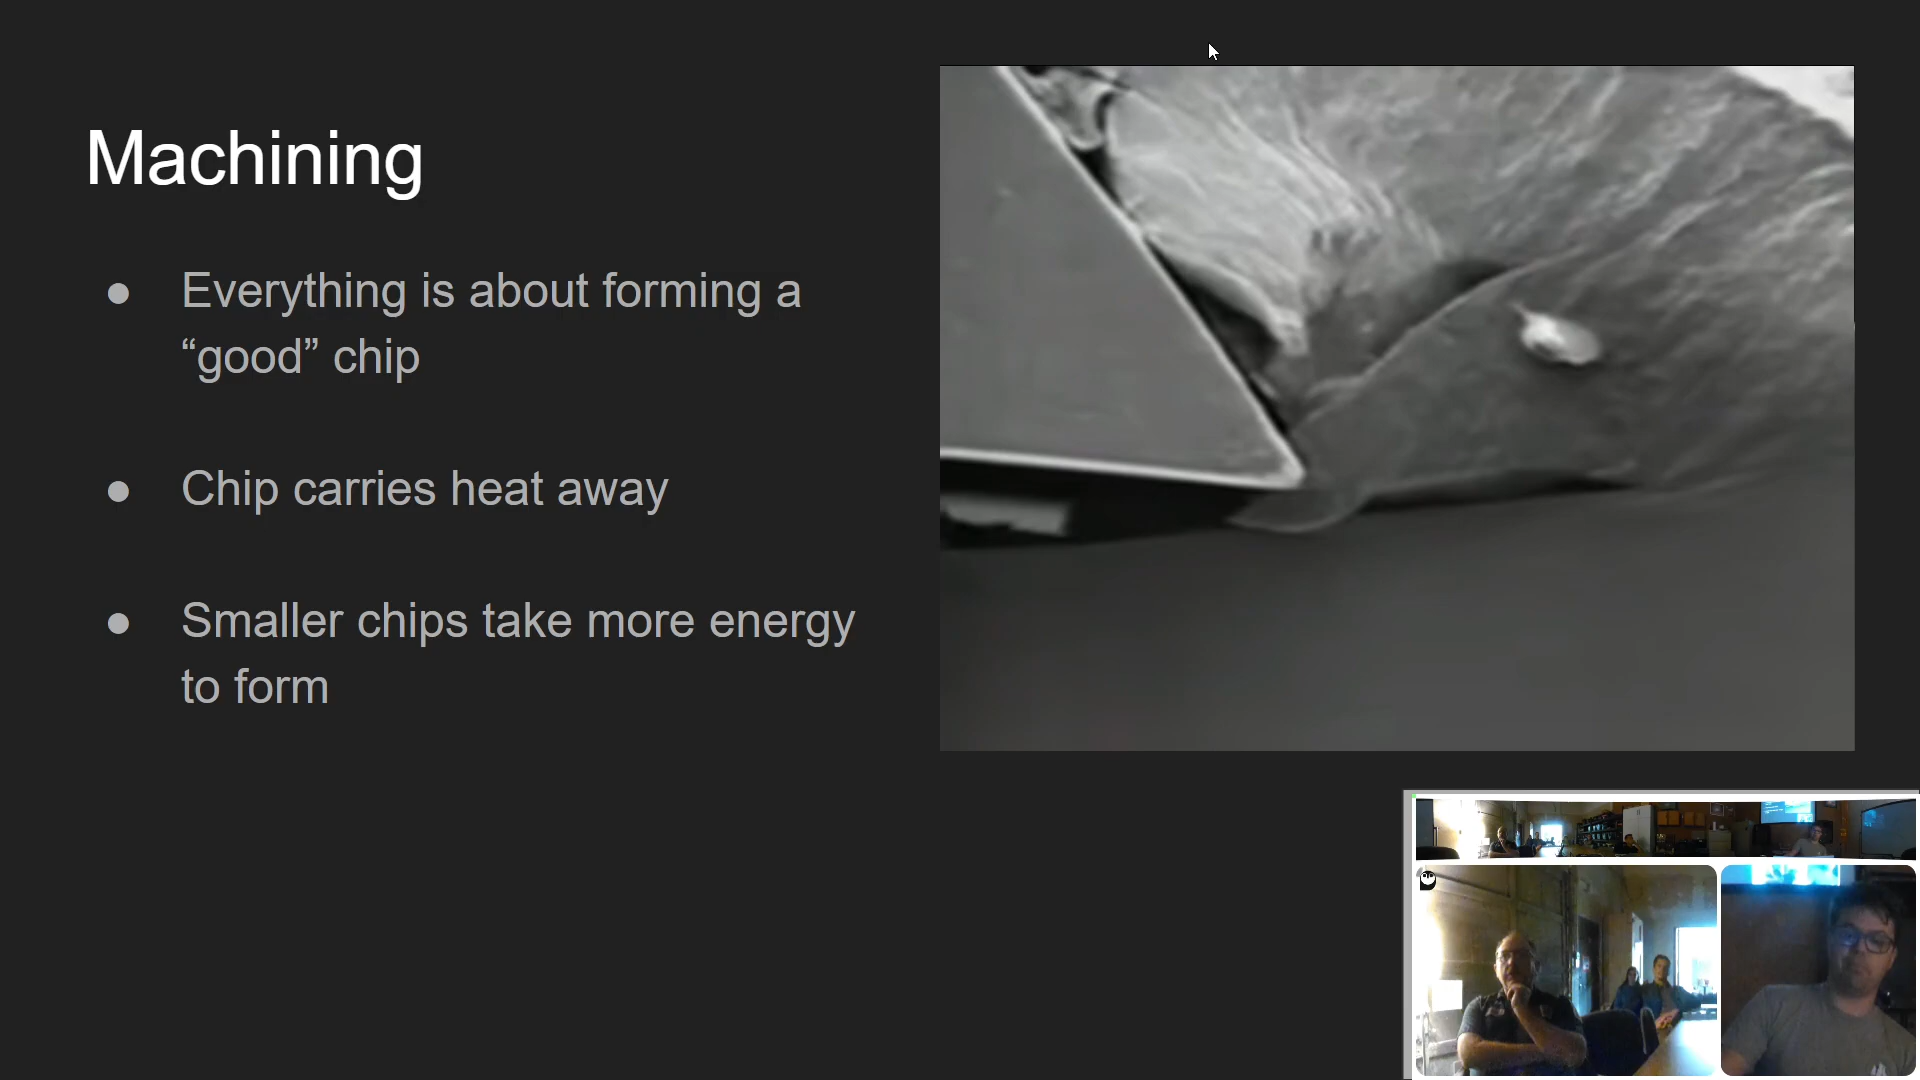 Machining
● Everything is about forming a
“good” chip
● Chip carries heat away
● Smaller chips take more energy
to form